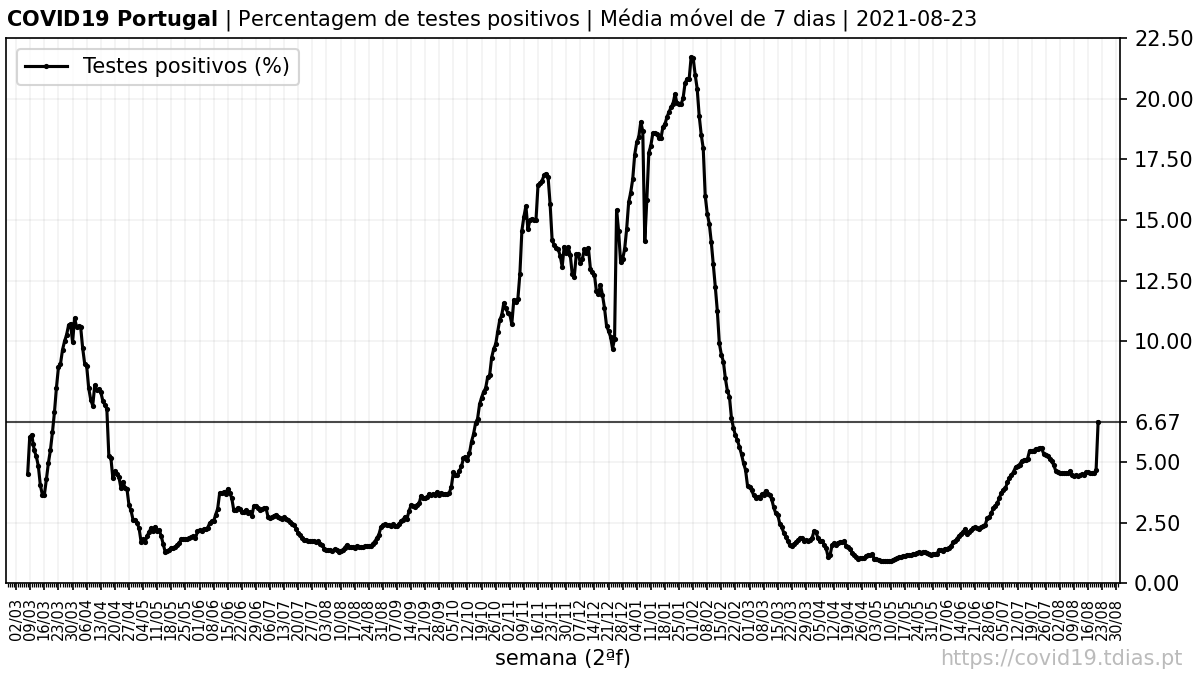 COVID19 Portugal | Percentagem de testes positivos | Média móvel de 7 dias | 2021-08-23
Testes positivos (%)
22.50
20.00
17.50
15.00
12.50
10.00
6.67
5.00
2.50
0.00
02/03 09/03 16/03 23/03 30/03 06/04 13/04 20/04 27/04 04/05 11/05 18/05 25/05 01/06 08/06 15/06 22/06 29/06 06/07 13/07 20/07 27/07 03/08 10/08 17/08 24/08 31/08 07/09 14/09 21/09 28/09 05/10 12/10 19/10 26/10 02/11 09/11 16/11 23/11 30/11 07/12 14/12 21/12 28/12 04/01 11/01 18/01 25/01 01/02 08/02 15/02 22/02 01/03 08/03 15/03 22/03 29/03 05/04 12/04 19/04 26/04 03/05 10/05 17/05 24/05 31/05 07/06 14/06 21/06 28/06 05/07 12/07 19/07 26/07 02/08 09/08 16/08 23/08 30/08
semana (2ªf)
https://covid19.tdias.pt